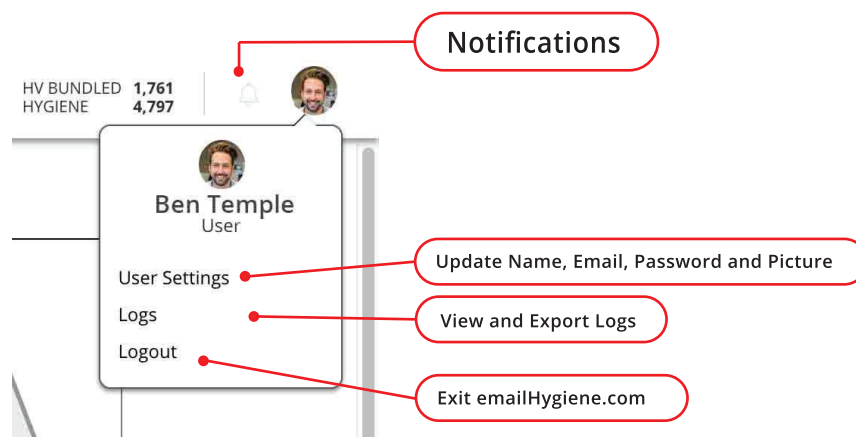 Notifications
HV BUNDLED 1,761
HYGIENE 4,797
Ben Temple
User
User Settings
Update Name, Email, Password and Picture
Logs
View and Export Logs
Logout
Exit emailHygiene.com